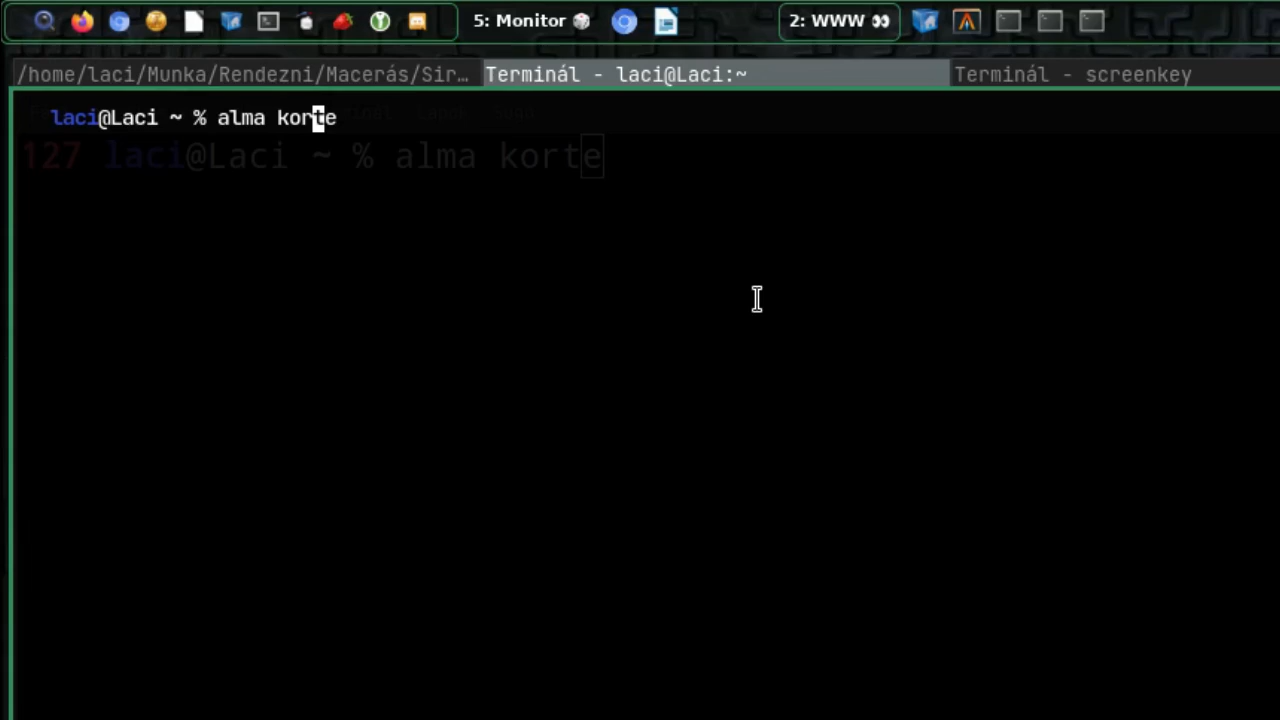 5: Monitor
2: WWW
/home/laci/Munka/Rendezni/Macerás/Sir…
Terminál - laci@Laci:~
Terminál - screenkey
laci@Laci ~ % alma korte
127 laci@Laci ~ % alma korte